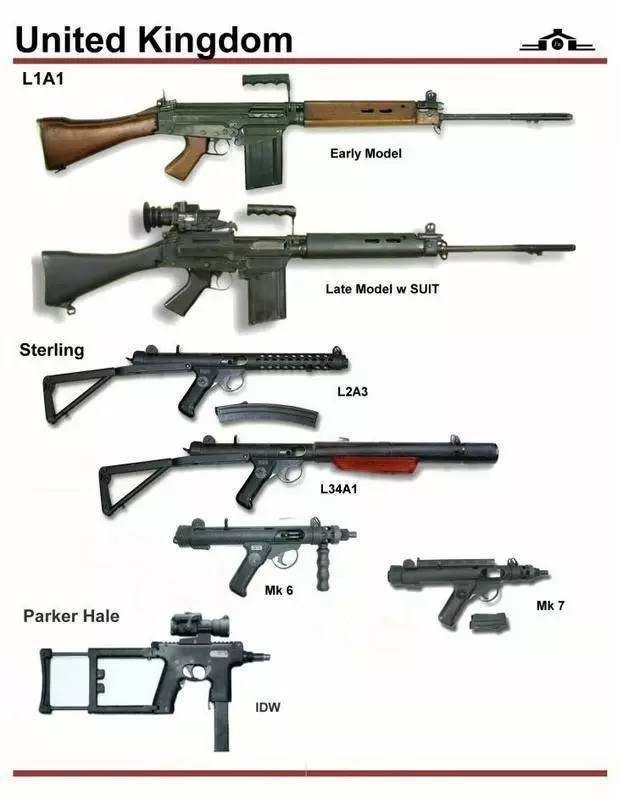 United Kingdom
L1A1
Early Model
Late Model w SUIT
Sterling
L2A3
L34A1
Mk 6
Mk 7
Parker Hale
IDW